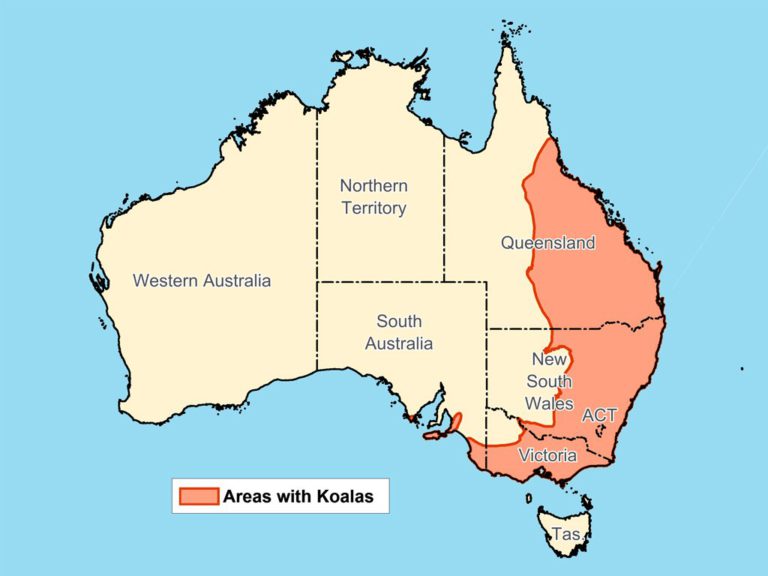 Northern
Territory
Queensland
Western Australia
South
Australia
New
South
Wales
ACT
Victoria
Areas with Koalas
Tas.